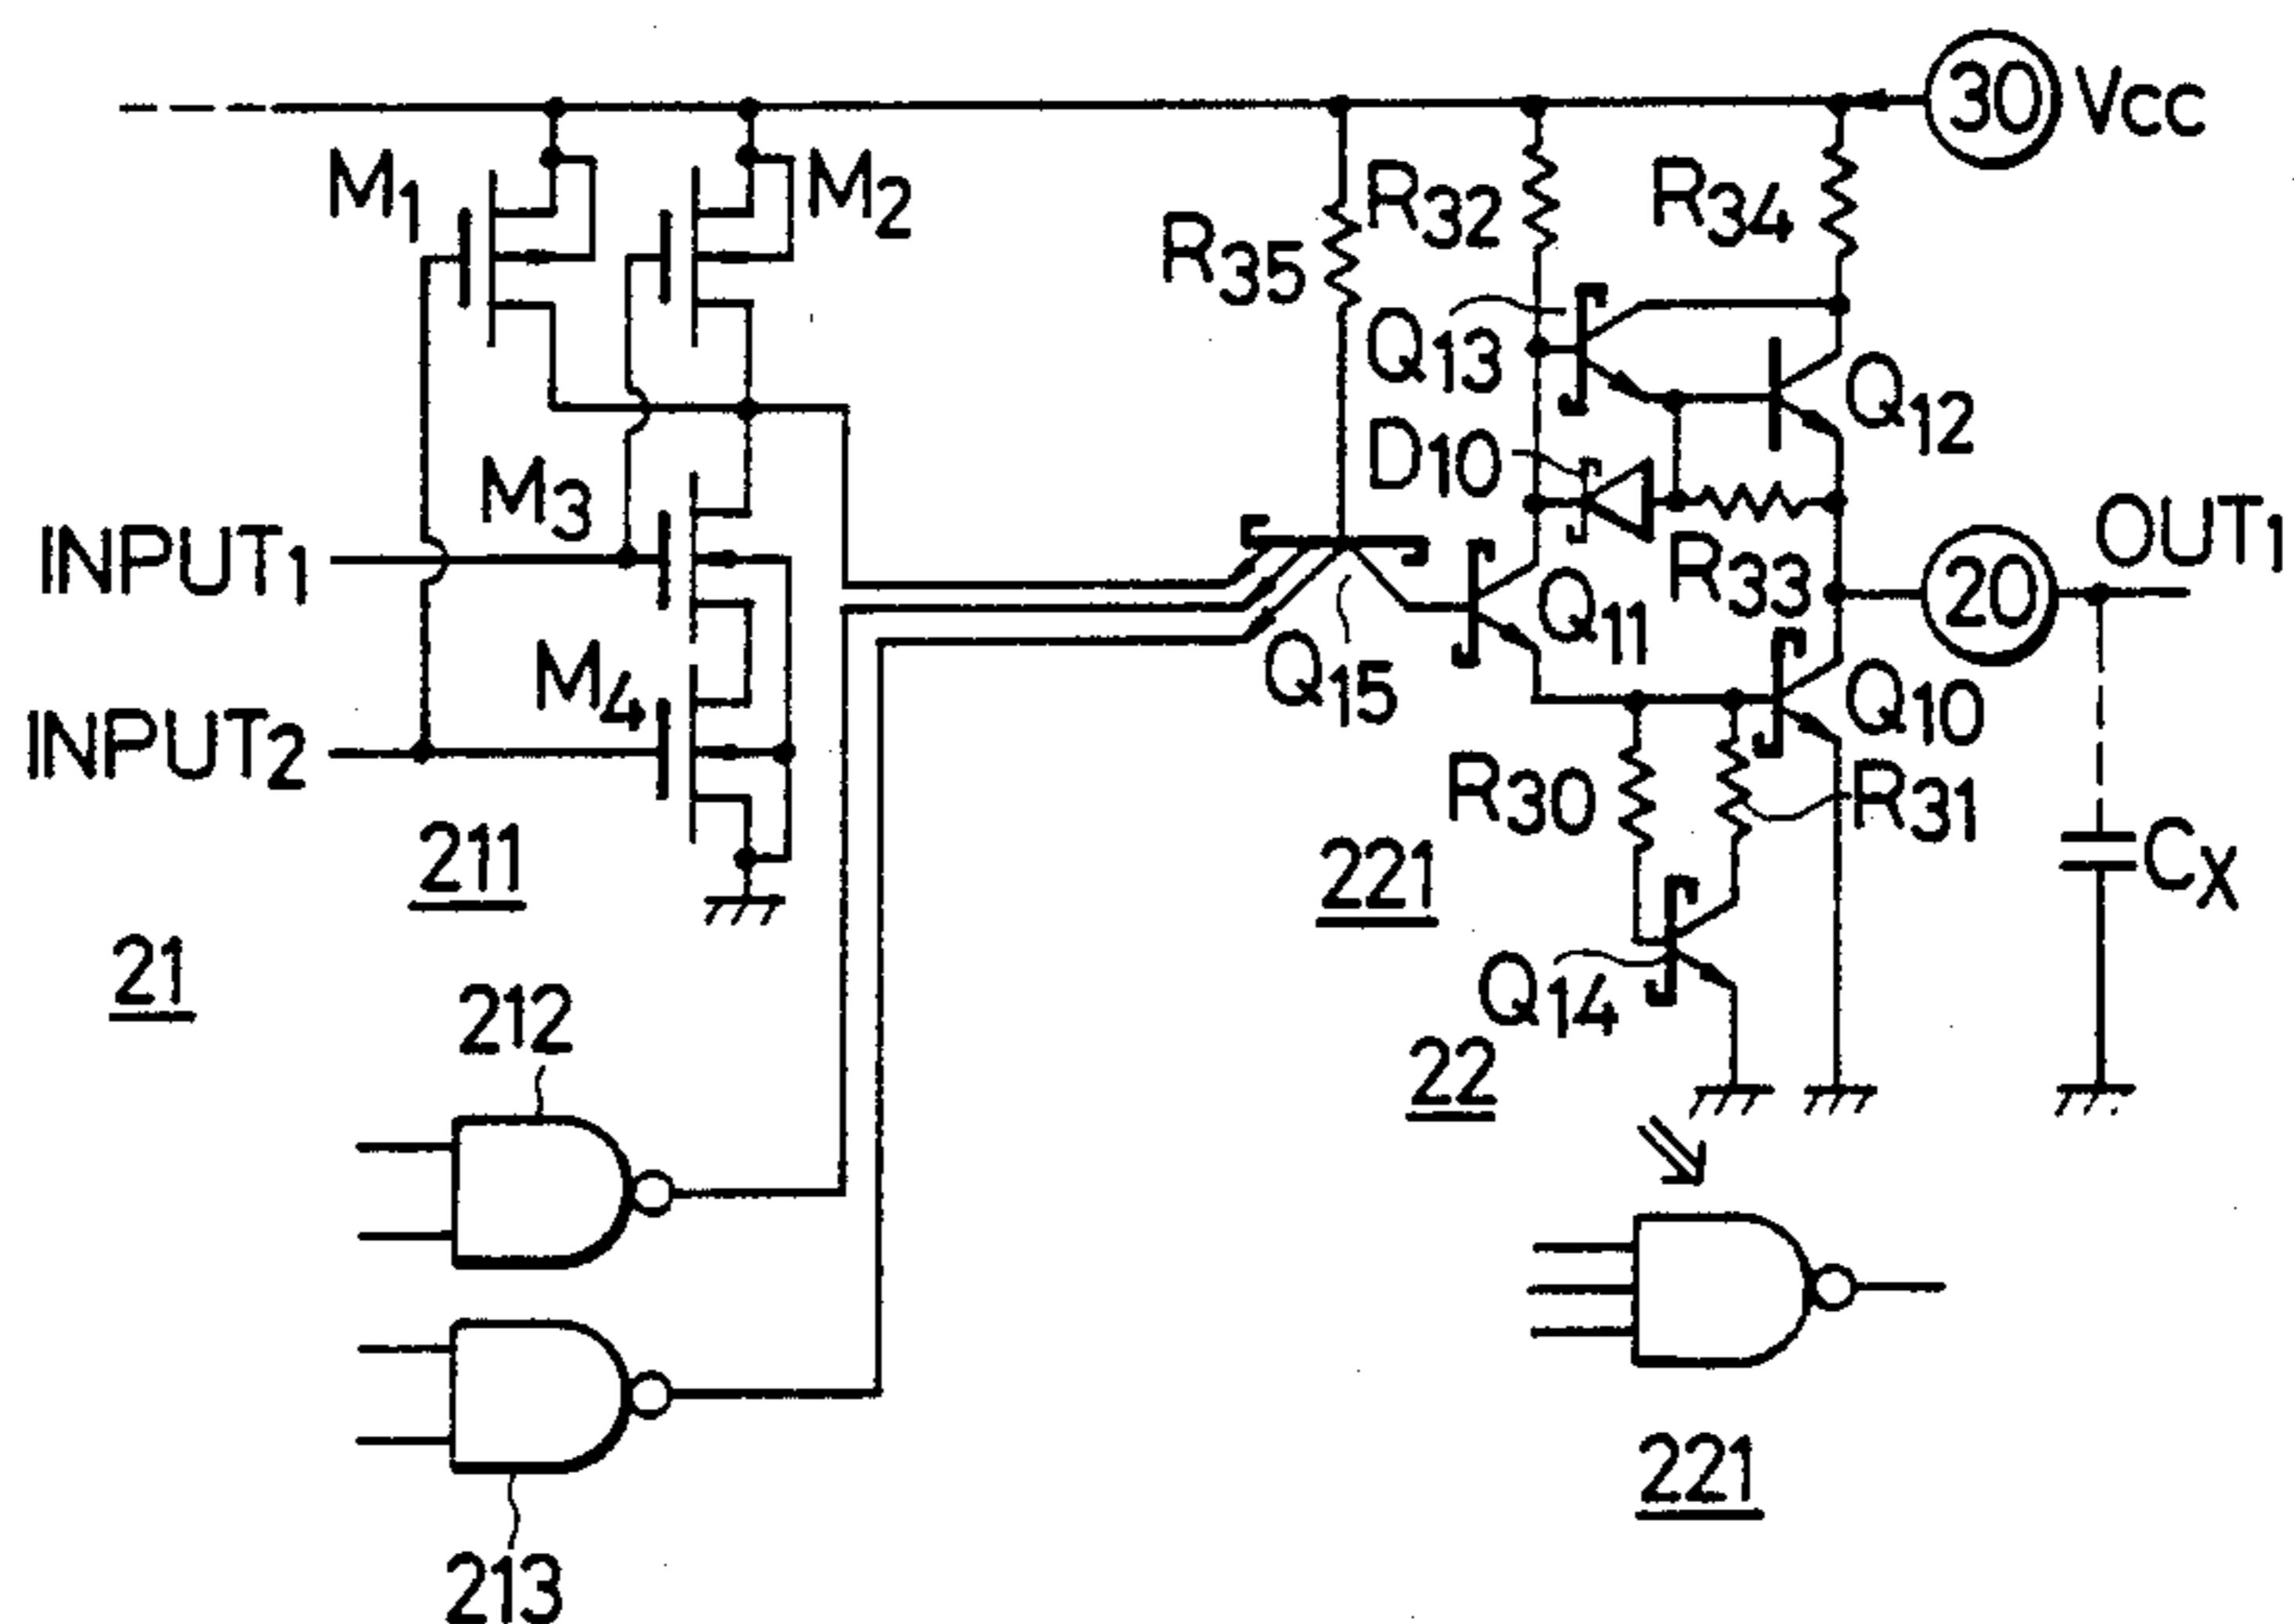 30 Vcc
M1
M2
R35
R32
R34
Q13
Q12
D10
M3
INPUT1
R33
OUT1
20
Q11
Q15
M4
Q10
INPUT2
R30
R31
211
221
Cx
21
Q14
212
22
221
213